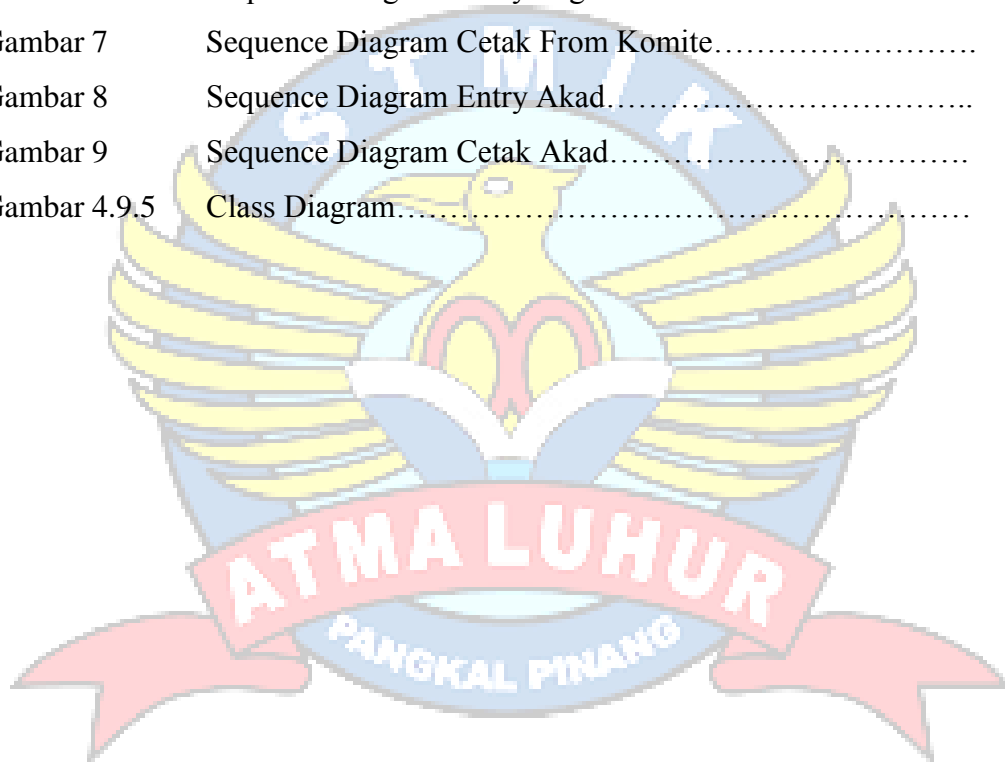 Gambar 7 Sequence Diagram Cetak From Komite…………………….
Gambar 8 Sequence Diagram Entry Akad……………………………..
Gambar 9 Sequence Diagram Cetak Akad…………………………….
Gambar 4.9.5 Class Diagram………………………………………………
STMIK
ATMA LUHUR
PANGKAL PINANG